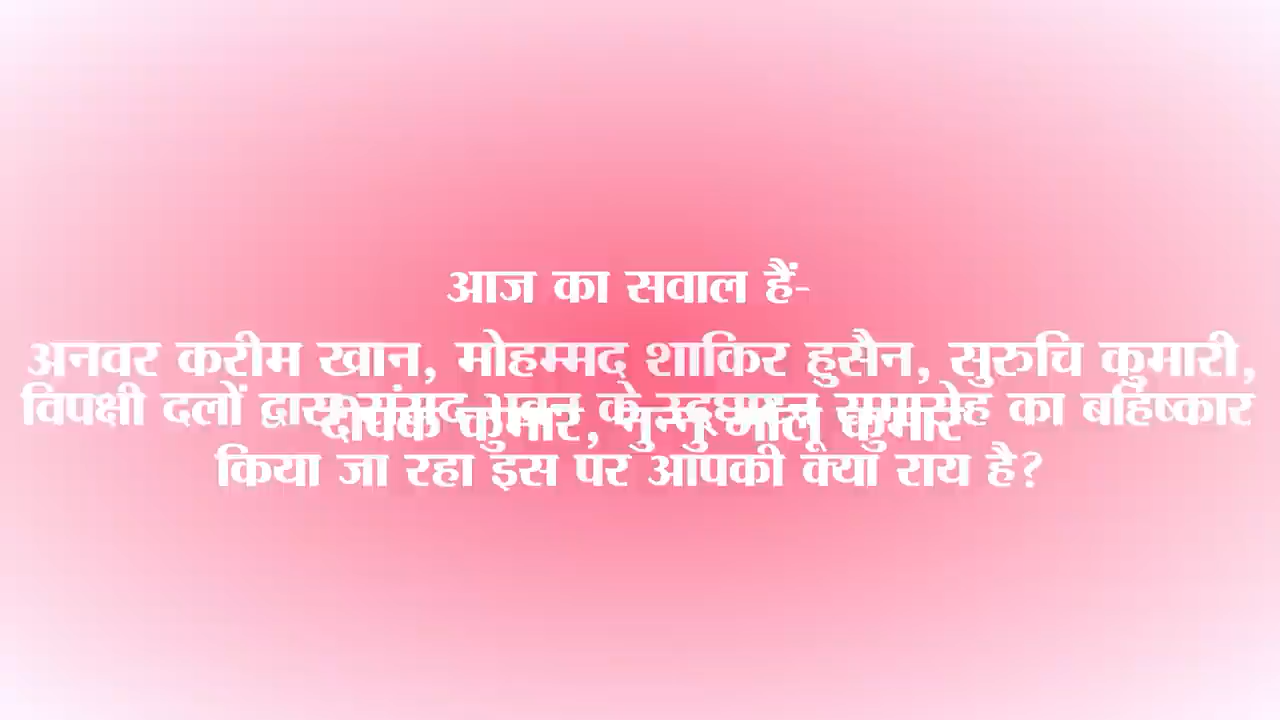 आज का सवाल हैं-
अनवर करीम खान, मोहम्मद शाकिर हुसैन, सुरुचि कुमारी,
विपक्षी दलों द्वारा संसद भवन के उद्घाटन समारोह का बहिष्कार
दीपक कुमार, नुन्नु भोलू कुमार
किया जा रहा इस पर आपकी क्या राय है?